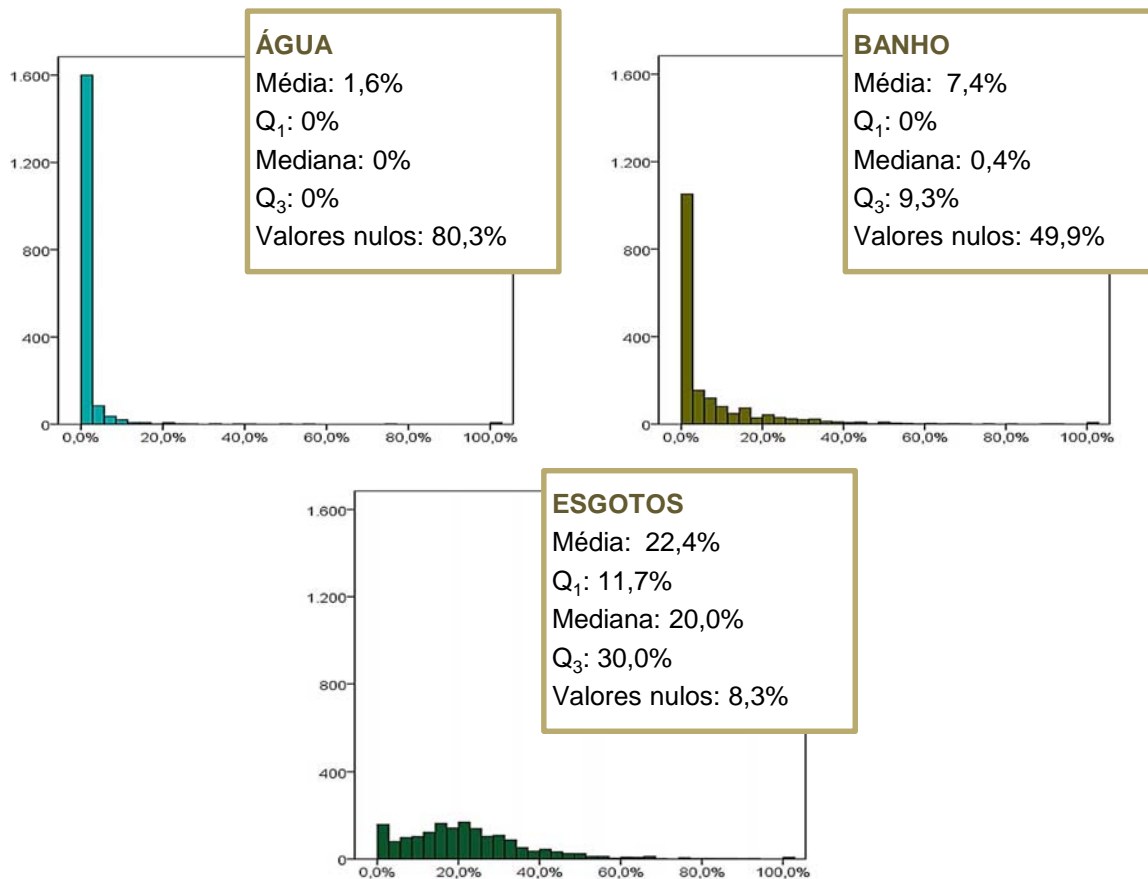 ÁGUA
Média: 1,6%
Q₁: 0%
Mediana: 0%
Q₃: 0%
Valores nulos: 80,3%
1.600
1.200
800
400
0
0,0% 20,0% 40,0% 60,0% 80,0% 100,0%
BANHO
Média: 7,4%
Q₁: 0%
Mediana: 0,4%
Q₃: 9,3%
Valores nulos: 49,9%
1.600
1.200
800
400
0
0,0% 20,0% 40,0% 60,0% 80,0% 100,0%
ESGOTOS
Média: 22,4%
Q₁: 11,7%
Mediana: 20,0%
Q₃: 30,0%
Valores nulos: 8,3%
1.600
1.200
800
400
0
0,0% 20,0% 40,0% 60,0% 80,0% 100,0%